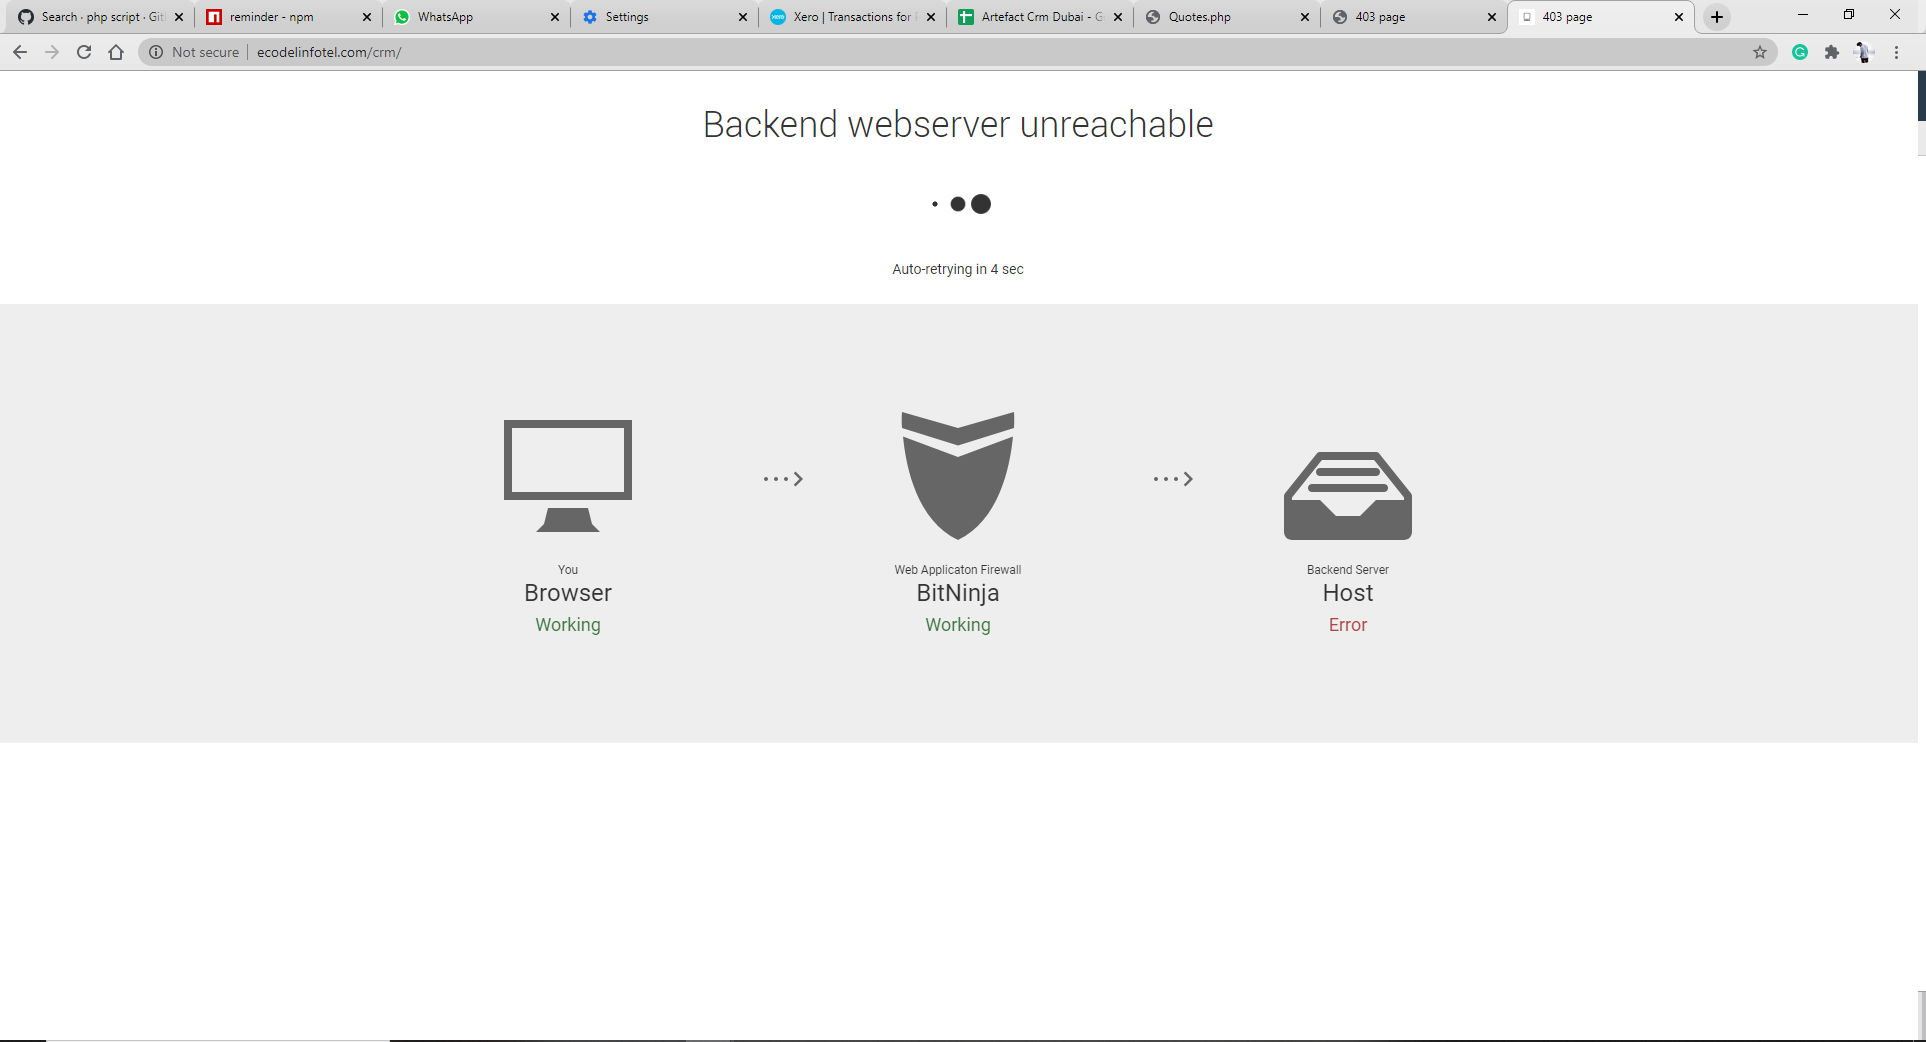 Search · php script · Git
reminder - npm
WhatsApp
Settings
Xero | Transactions for
Artefact Crm Dubai - G
Quotes.php
403 page
403 page
Not secure
ecodelinfotel.com/crm/
Backend webserver unreachable
Auto-retrying in 4 sec
You
Browser
Working
Web Applicaton Firewall
BitNinja
Working
Backend Server
Host
Error